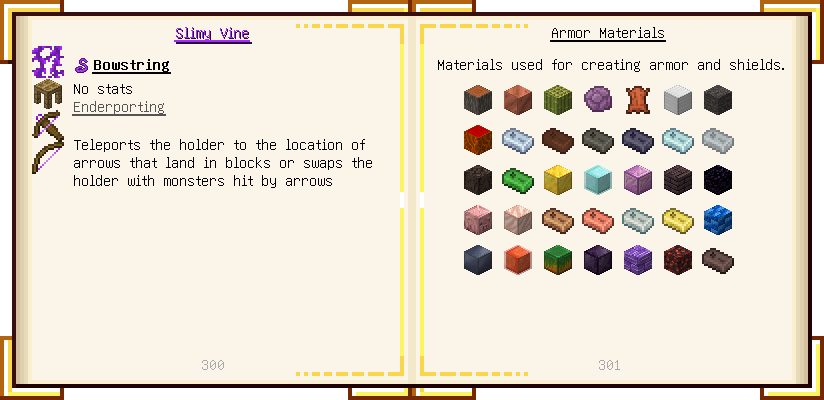 Slimy Vine
Bowstring
No stats
Enderporting
Teleports the holder to the location of
arrows that land in blocks or swaps the
holder with monsters hit by arrows
300
Armor Materials
Materials used for creating armor and shields.
301